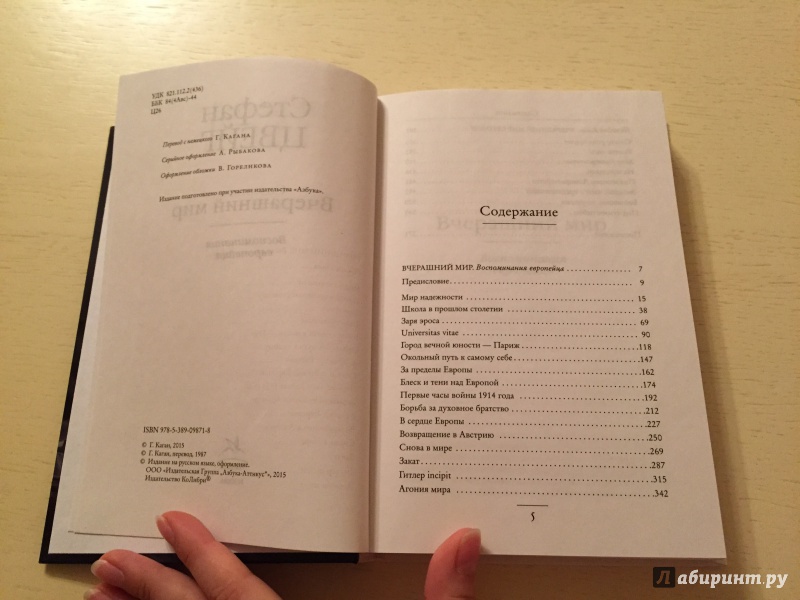 УДК 821.112.2(436)
ББК 84(4Авс)-44
Ц26
Перевод с немецкого Г. Кагана
Серийное оформление А. Рыбакова
Оформление обложки В. Гореликова
Издание подготовлено при участии издательства «Азбука».
ISBN 978-5-389-09871-8
© Г. Каган, 2015
© Г. Каган, перевод, 1987
© Издание на русском языке, оформление.
ООО «Издательская Группа „Азбука-Аттикус“», 2015
Издательство КоЛибри®
Содержание
ВЧЕРАШНИЙ МИР. Воспоминания европейца 7
Предисловие 9
Мир надежности 15
Школа в прошлом столетии 38
Заря эроса 69
Universitas vitae 90
Город вечной юности — Париж 118
Окольный путь к самому себе 147
За пределы Европы 162
Блеск и тени над Европой 174
Первые часы войны 1914 года 192
Борьба за духовное братство 212
В сердце Европы 227
Возвращение в Австрию 250
Снова в мире 269
Закат 287
Гитлер incipit 315
Агония мира 342
5
Лабиринт.ру